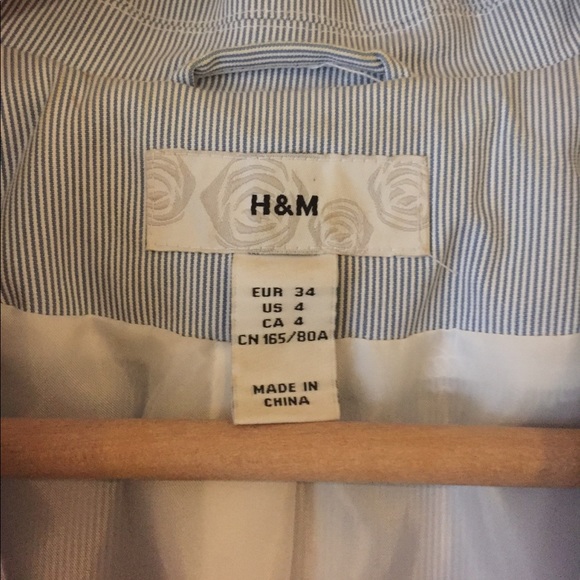 H&M
EUR 34
US 4
CA 4
CN 165/80A
MADE IN
CHINA